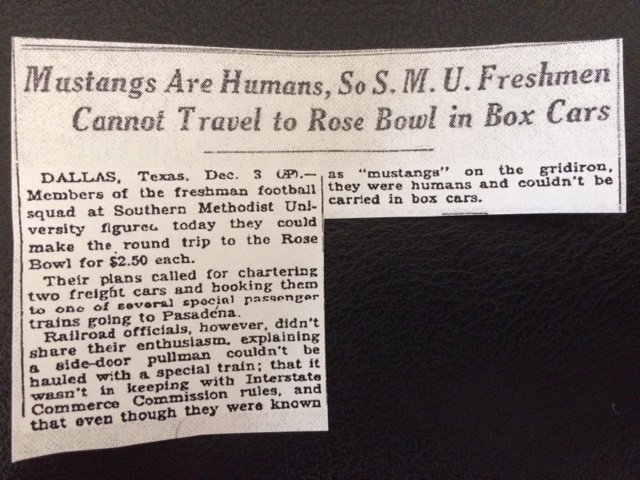 Mustangs Are Humans, So S. M. U. Freshmen
Cannot Travel to Rose Bowl in Box Cars
DALLAS, Texas, Dec. 3 (AP).—
Members of the freshman football
squad at Southern Methodist Uni-
versity figured today they could
make the round trip to the Rose
Bowl for $2.50 each.
Their plans called for chartering
two freight cars and hooking them
to one of several special passenger
trains going to Pasadena.
Railroad officials, however, didn't
share their enthusiasm, explaining
a side-door pullman couldn't be
hauled with a special train; that it
wasn't in keeping with Interstate
Commerce Commission rules, and
that even though they were known
as "mustangs" on the gridiron,
they were humans and couldn't be
carried in box cars.